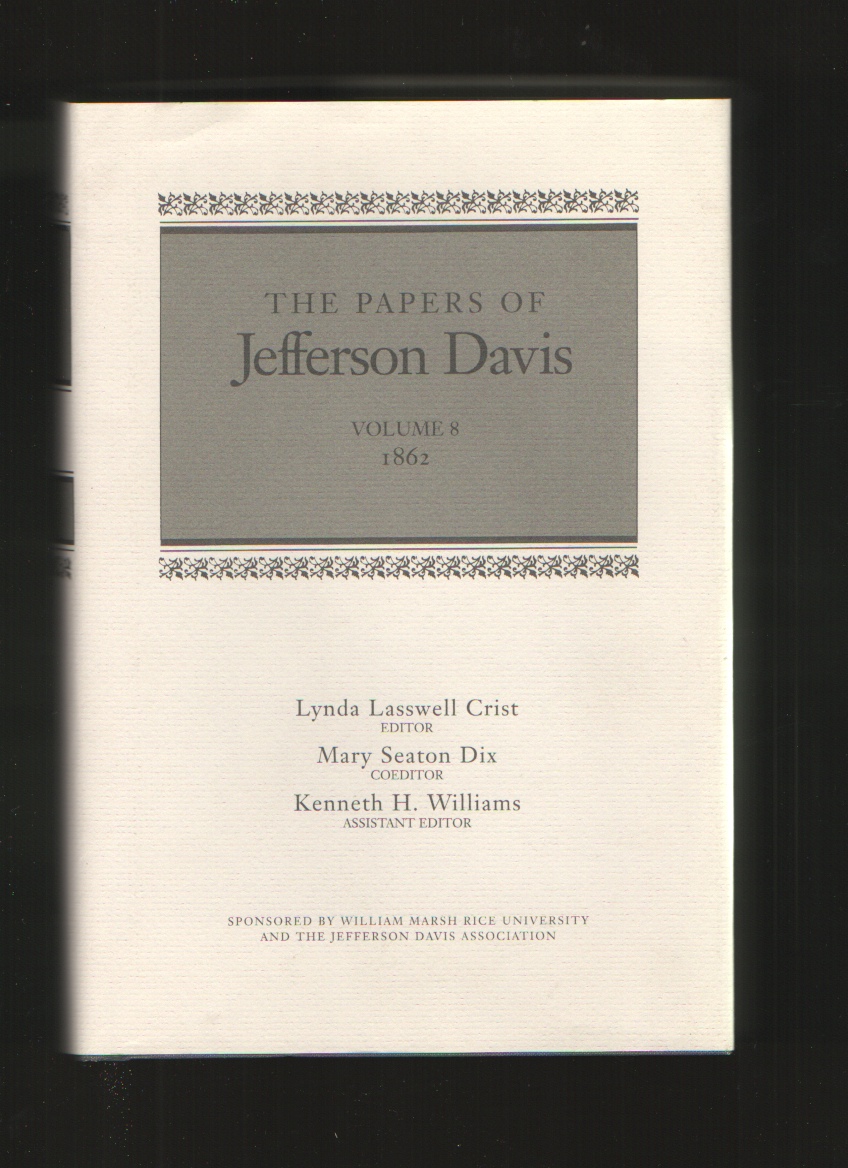 THE PAPERS OF
Jefferson Davis
VOLUME 8
1862
Lynda Lasswell Crist
EDITOR
Mary Seaton Dix
COEDITOR
Kenneth H. Williams
ASSISTANT EDITOR
SPONSORED BY WILLIAM MARSH RICE UNIVERSITY
AND THE JEFFERSON DAVIS ASSOCIATION